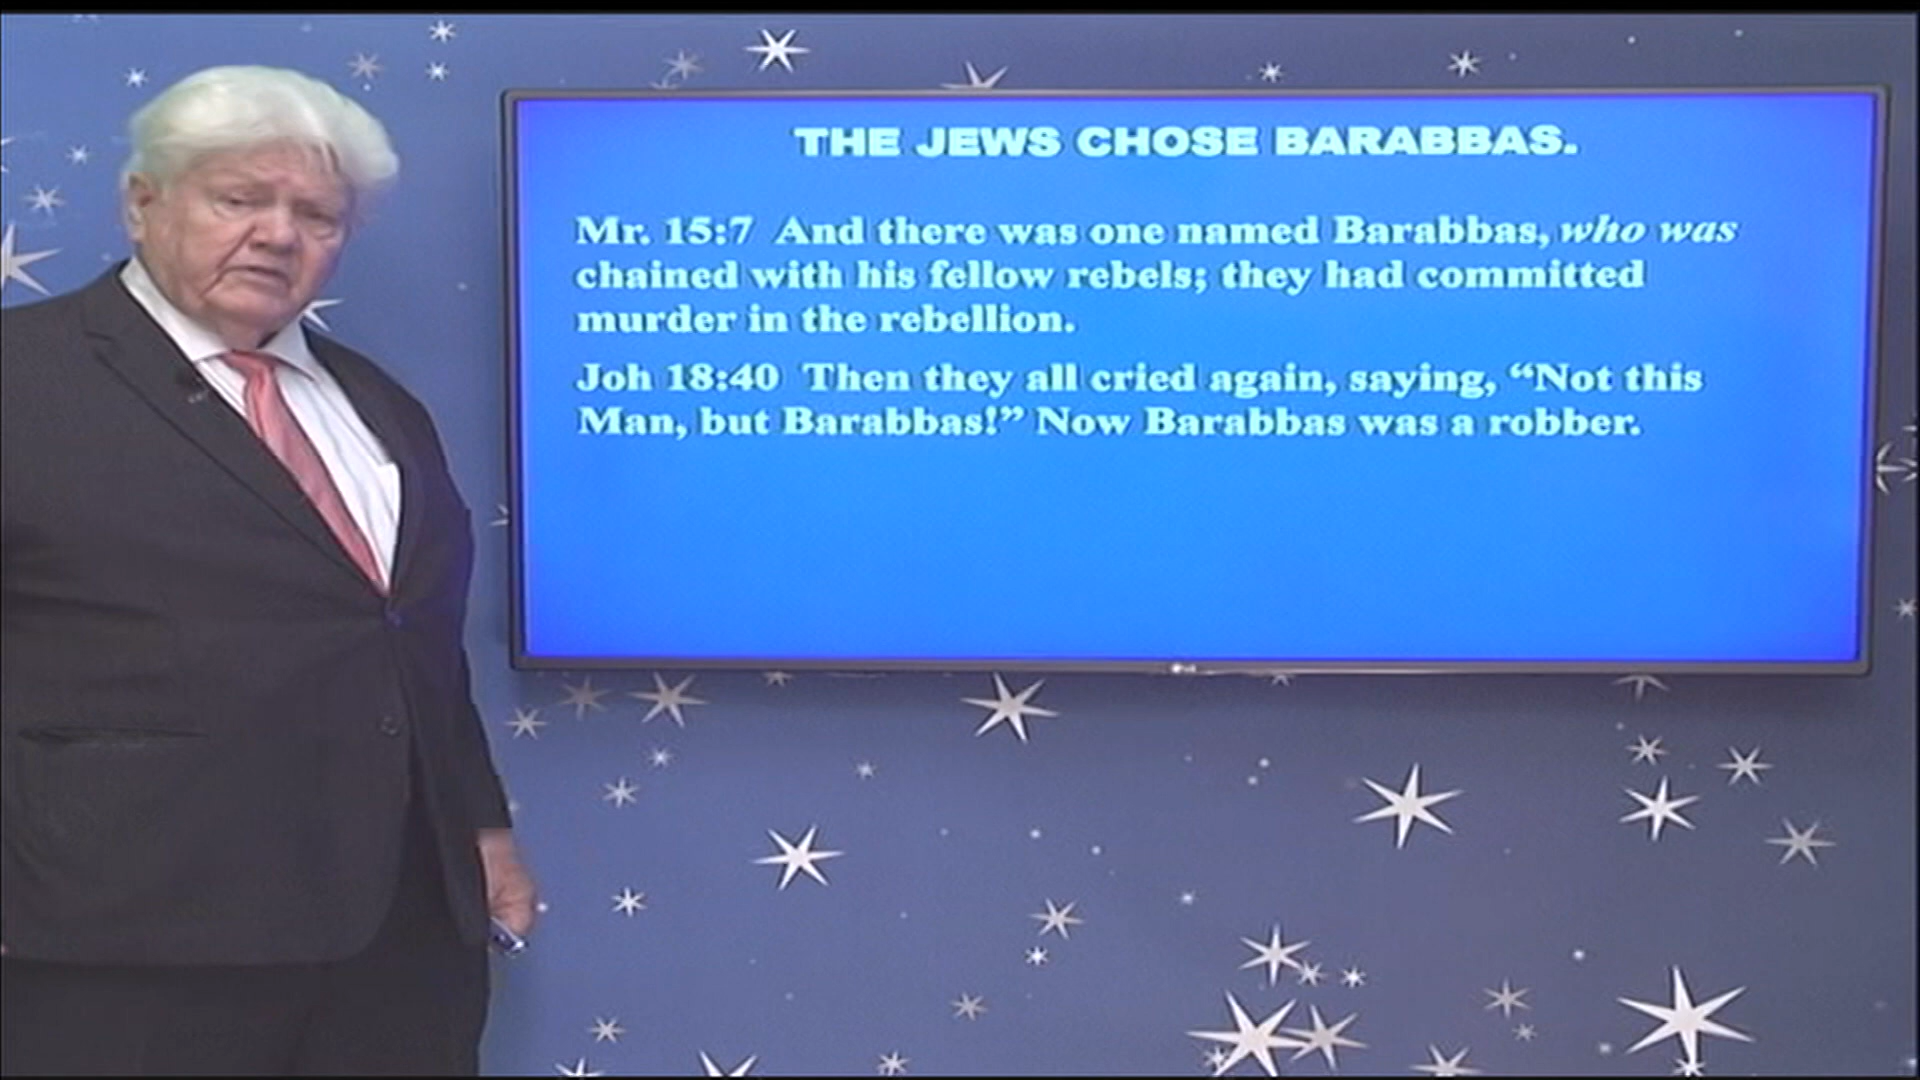 THE JEWS CHOSE BARABBAS.
Mr. 15:7 And there was one named Barabbas, who was
chained with his fellow rebels; they had committed
murder in the rebellion.
Joh 18:40 Then they all cried again, saying, “Not this
Man, but Barabbas!” Now Barabbas was a robber.